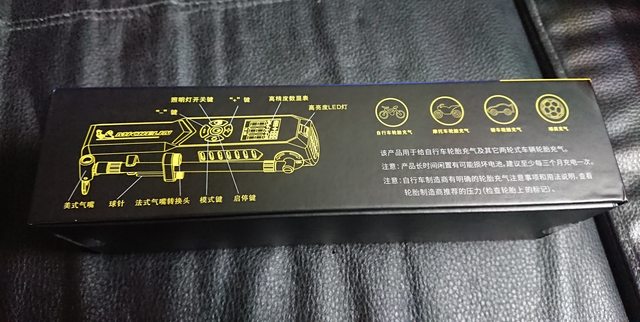 照明灯开关键 “+”键 高精度数显表
“-”键 高亮度LED灯
MICHELIN
美式气嘴 球针 法式气嘴转换头 模式键 启停键
自行车轮胎充气 摩托车轮胎充气 轿车轮胎充气 球类充气
该产品用于给自行车轮胎充气及其它两轮式车辆轮胎充气。
注意:产品长时间闲置有可能损坏电池,建议至少每三个月充电一次。
注意:自行车制造商有明确的轮胎充气注意事项和用法说明,查看
轮胎制造商推荐的压力(检查轮胎上的标记)。